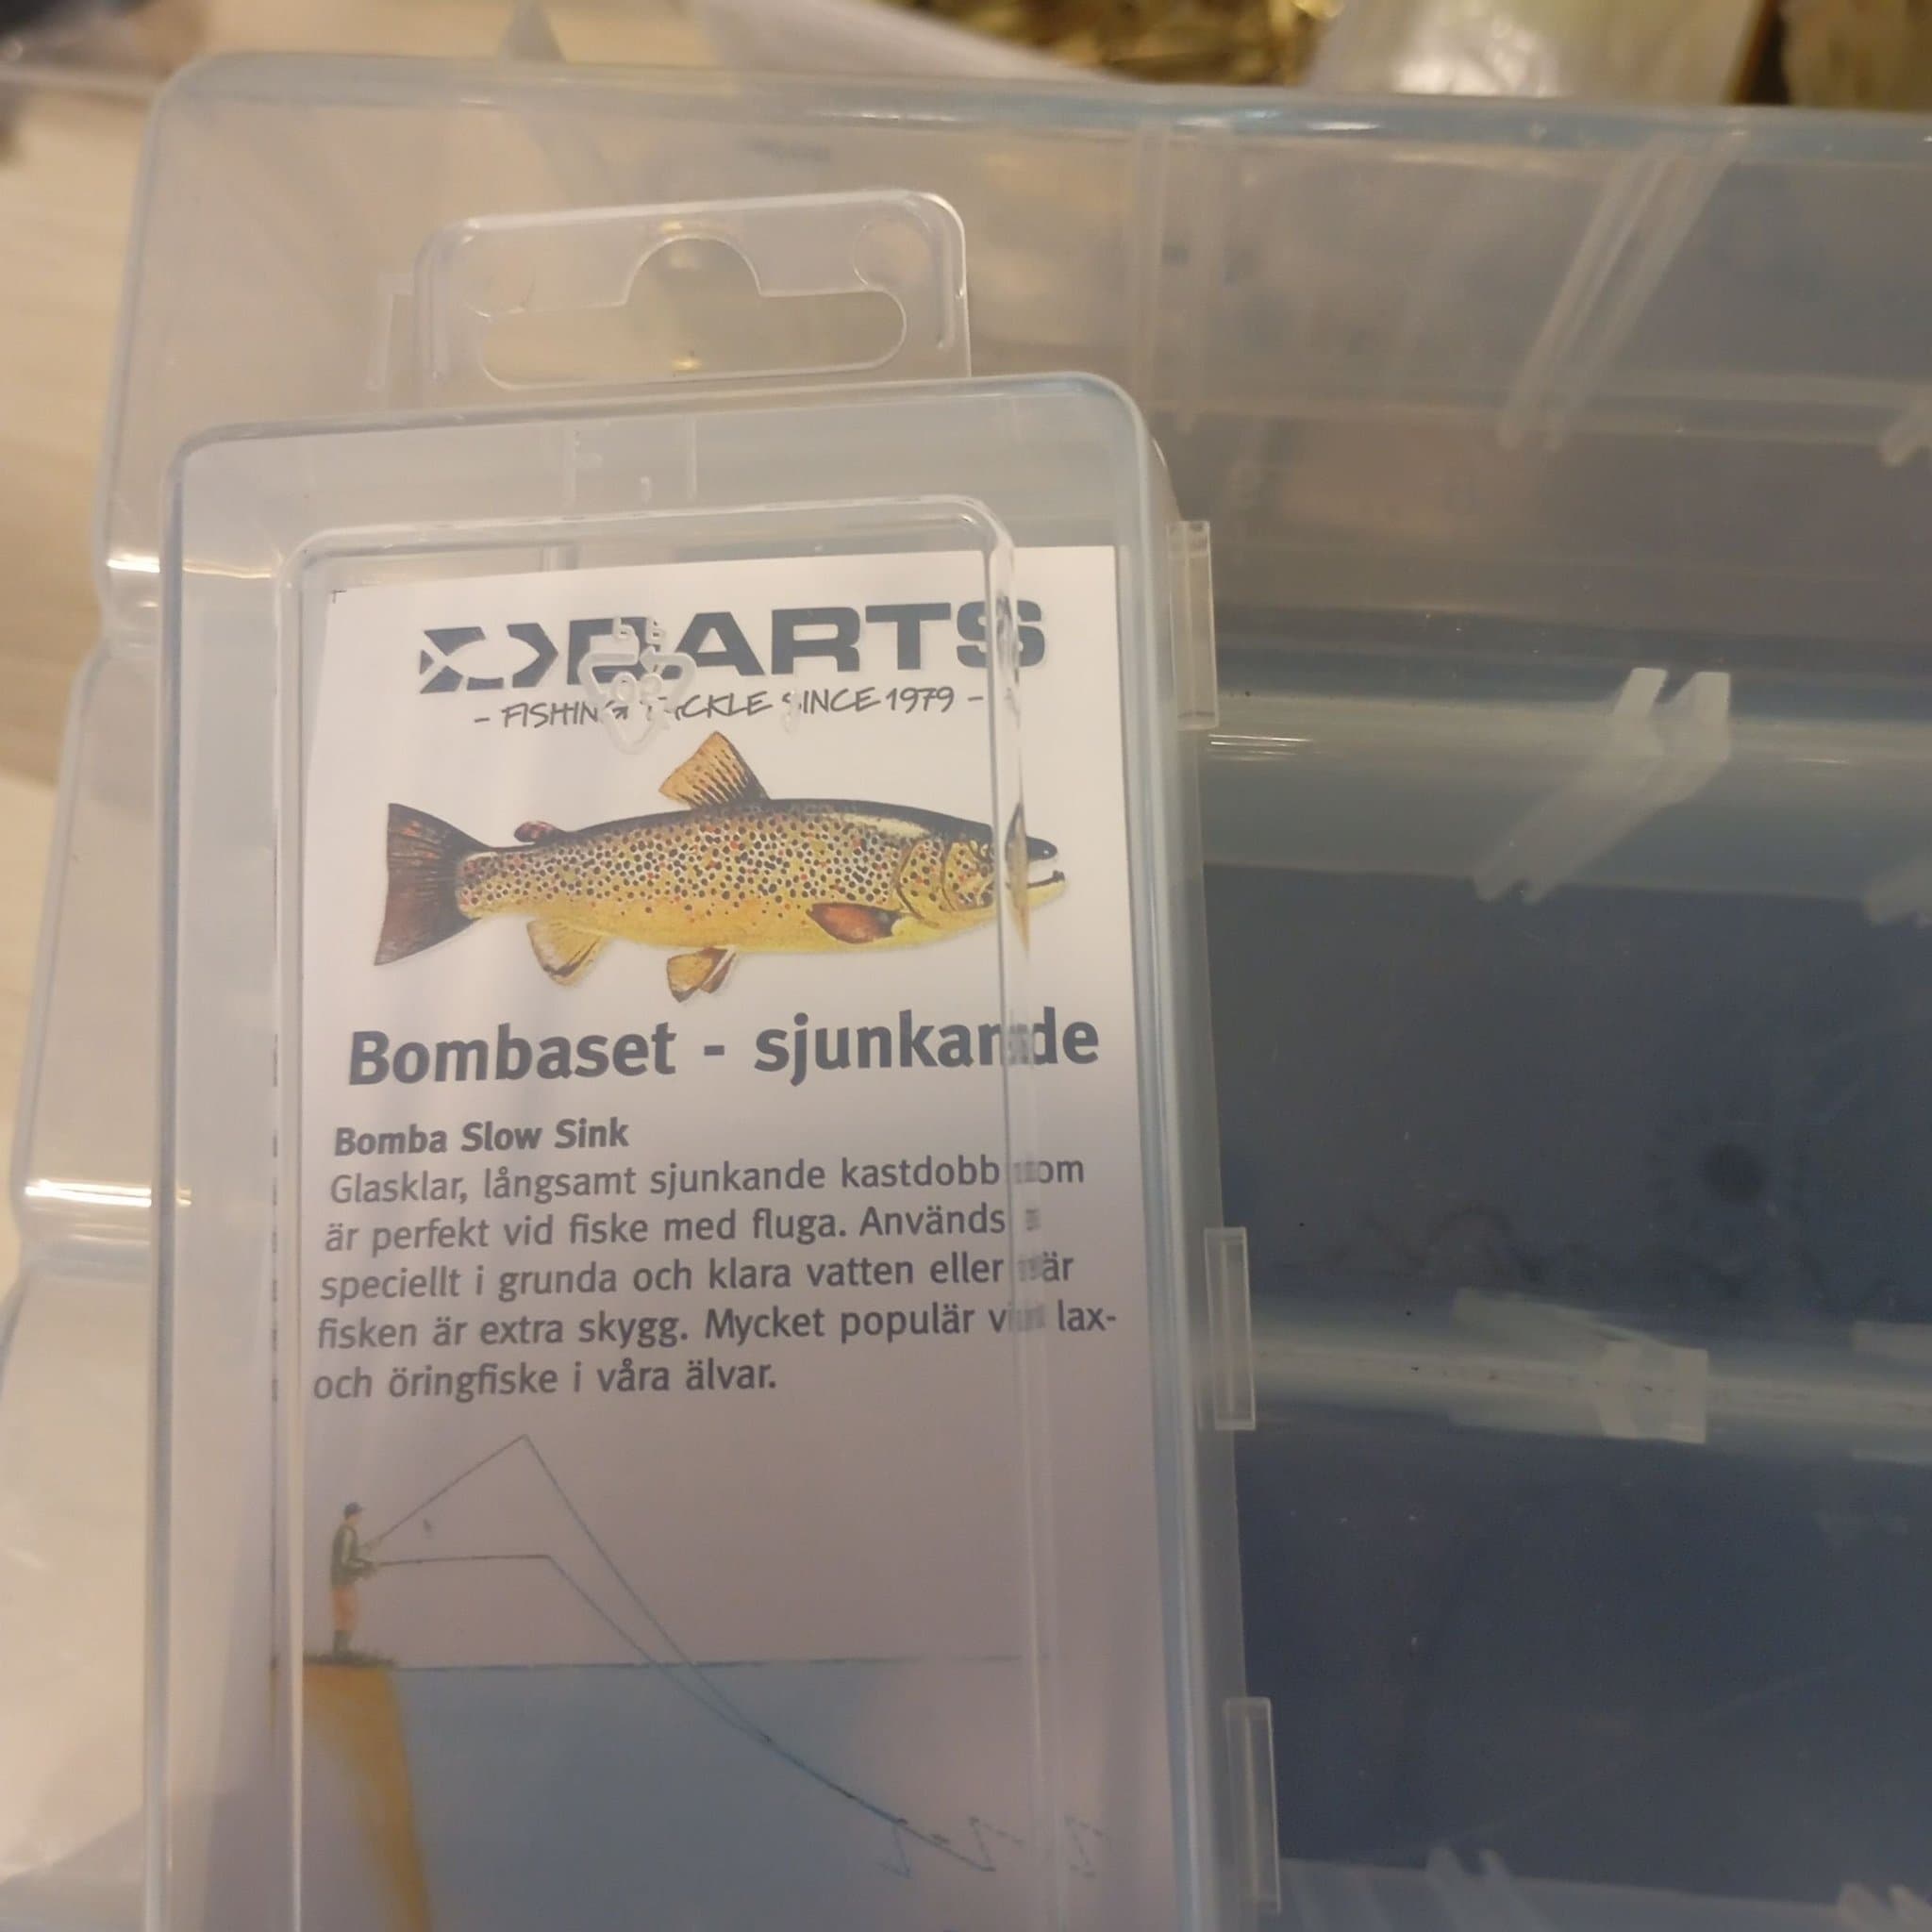 DARTS
- FISHING TACKLE SINCE 1979 -
Bombaset - sjunkande
Bomba Slow Sink
Glasklar, långsamt sjunkande kastdobb som
är perfekt vid fiske med fluga. Används
speciellt i grunda och klara vatten eller när
fisken är extra skygg. Mycket populär vid lax-
och öringfiske i våra älvar.